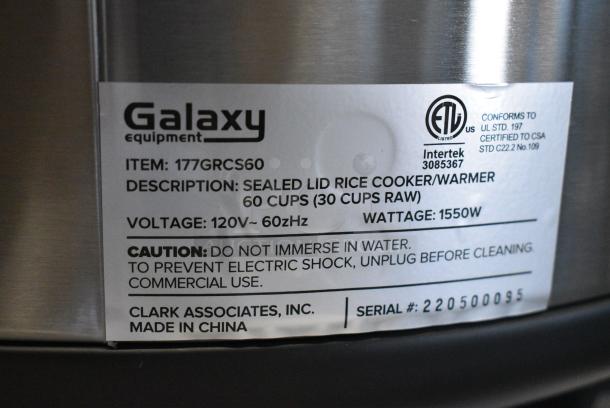 Galaxy
equipment
ETL
LISTED
US
Intertek
3085367
CONFORMS TO
UL STD. 197
CERTIFIED TO CSA
STD C22.2 No.109
ITEM: 177GRCS60
DESCRIPTION: SEALED LID RICE COOKER/WARMER
60 CUPS (30 CUPS RAW)
VOLTAGE: 120V~ 60zHz WATTAGE: 1550W
CAUTION: DO NOT IMMERSE IN WATER.
TO PREVENT ELECTRIC SHOCK, UNPLUG BEFORE CLEANING.
COMMERCIAL USE.
CLARK ASSOCIATES, INC.
MADE IN CHINA
SERIAL #: 220500095